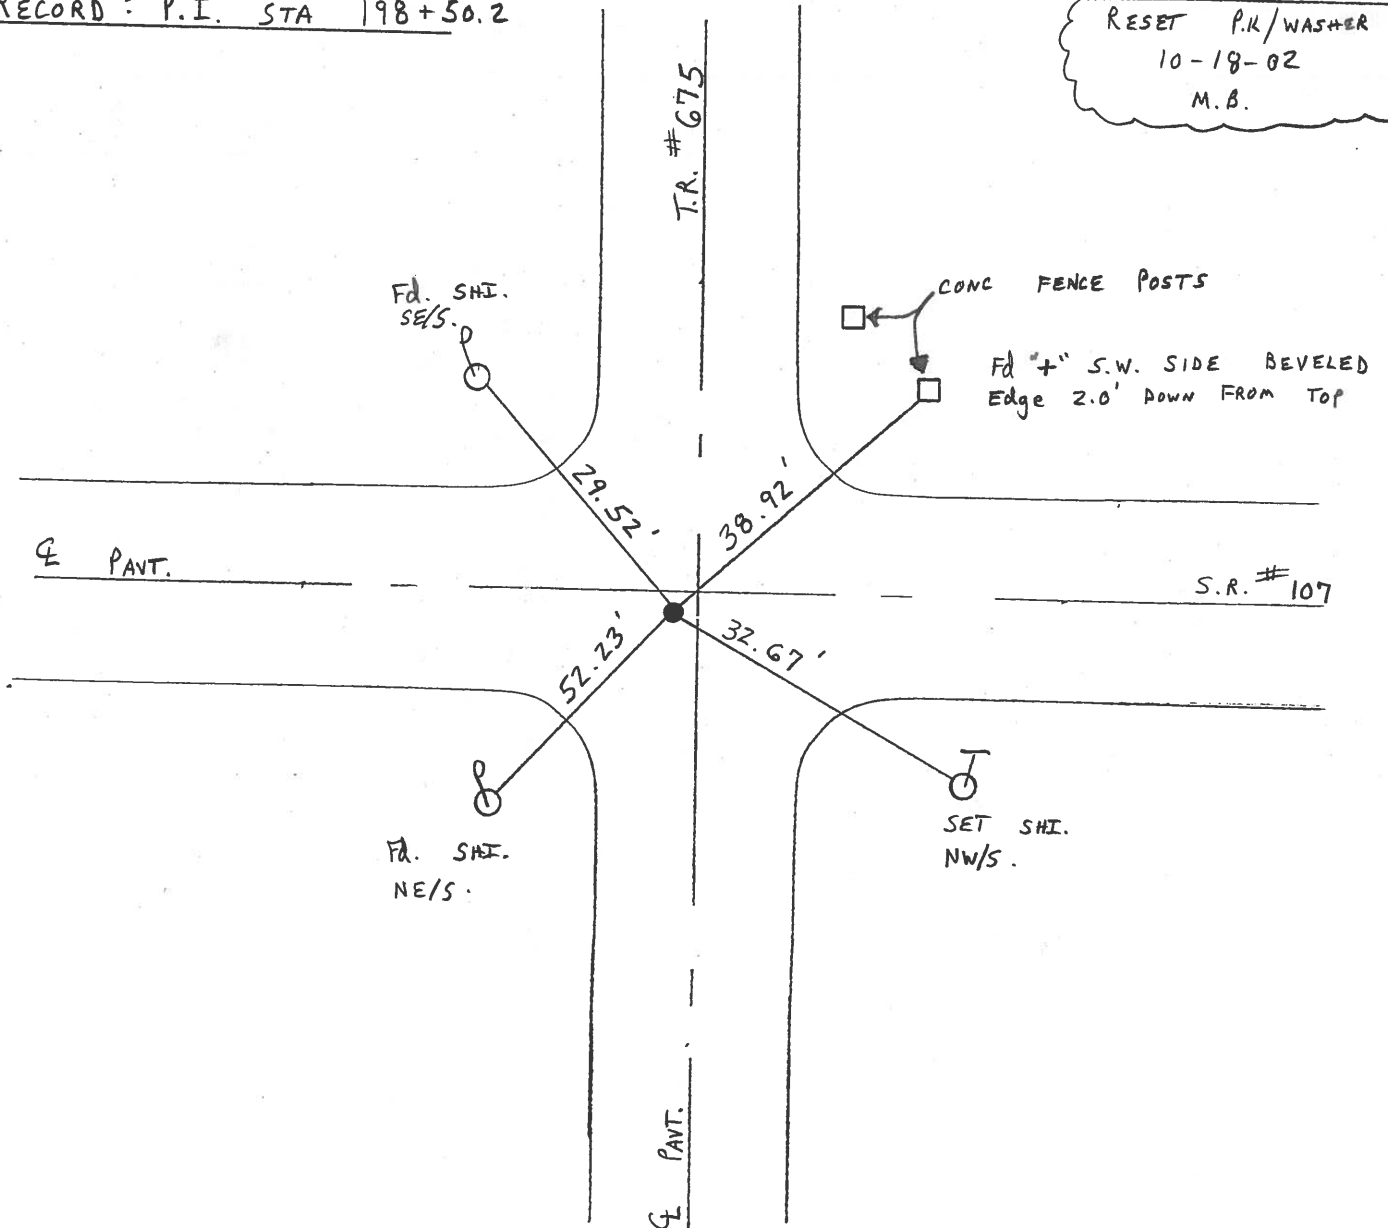 RECORD : P.I. STA 198+50.2
RESET P.K/WASHER
10-18-02
M.B.
T.R. #675
Fd. SHI.
SE/S.
CONC FENCE POSTS
Fd "+" S.W. SIDE BEVELED
Edge 2.0' DOWN FROM TOP
29.52'
38.92'
℄ PAVT.
S.R. #107
52.23'
32.67'
Fd. SHI.
NE/S.
SET SHI.
NW/S.
℄ PAVT.